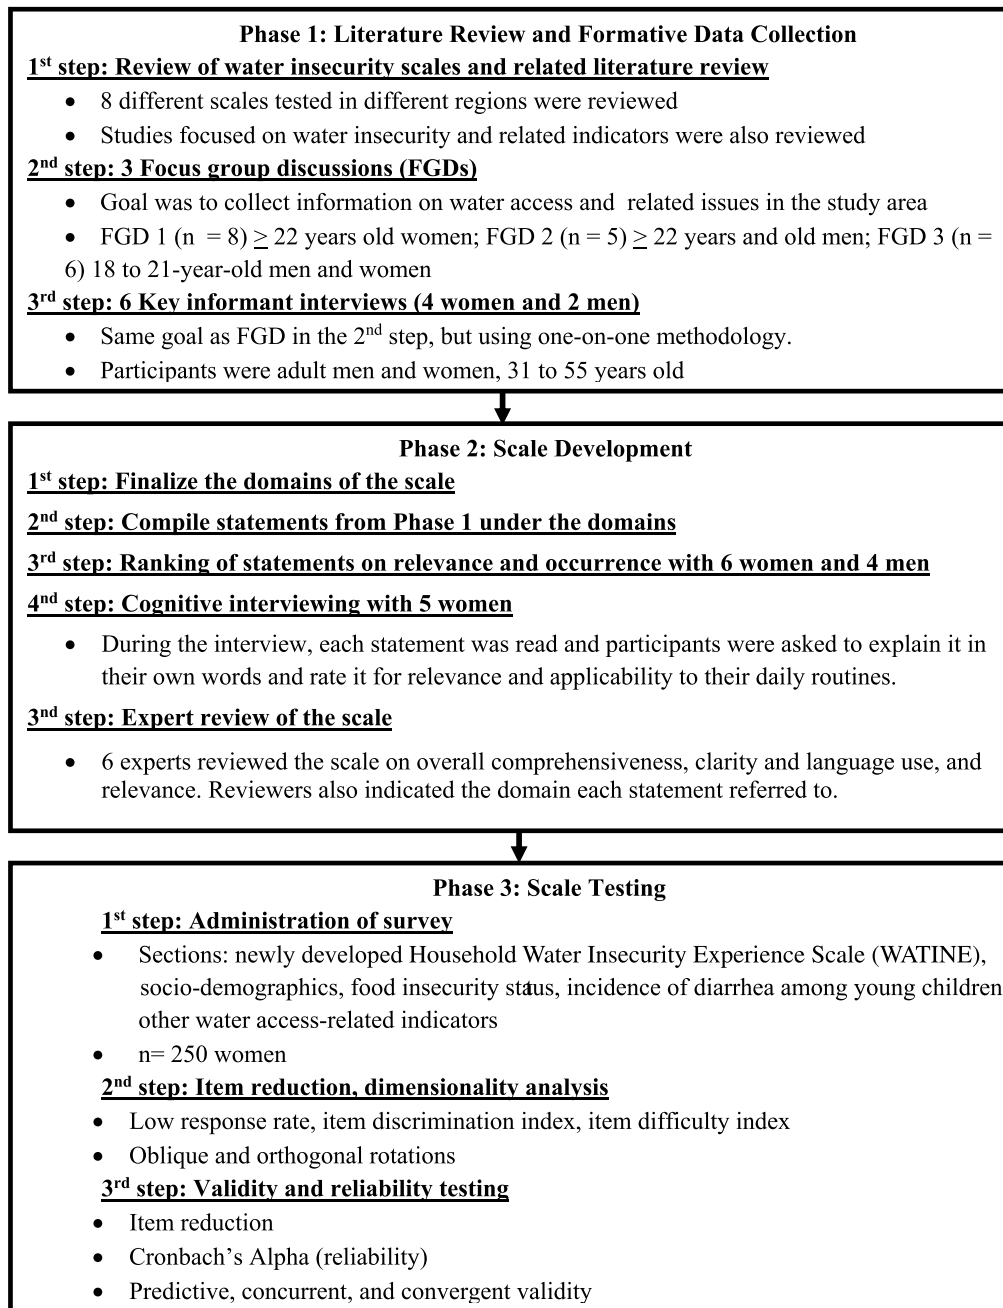 Phase 1: Literature Review and Formative Data Collection
1st step: Review of water insecurity scales and related literature review
• 8 different scales tested in different regions were reviewed
• Studies focused on water insecurity and related indicators were also reviewed
2nd step: 3 Focus group discussions (FGDs)
• Goal was to collect information on water access and related issues in the study area
• FGD 1 (n = 8) ≥ 22 years old women; FGD 2 (n = 5) ≥ 22 years and old men; FGD 3 (n =
6) 18 to 21-year-old men and women
3rd step: 6 Key informant interviews (4 women and 2 men)
• Same goal as FGD in the 2nd step, but using one-on-one methodology.
• Participants were adult men and women, 31 to 55 years old
Phase 2: Scale Development
1st step: Finalize the domains of the scale
2nd step: Compile statements from Phase 1 under the domains
3rd step: Ranking of statements on relevance and occurrence with 6 women and 4 men
4nd step: Cognitive interviewing with 5 women
• During the interview, each statement was read and participants were asked to explain it in
their own words and rate it for relevance and applicability to their daily routines.
3nd step: Expert review of the scale
• 6 experts reviewed the scale on overall comprehensiveness, clarity and language use, and
relevance. Reviewers also indicated the domain each statement referred to.
Phase 3: Scale Testing
1st step: Administration of survey
• Sections: newly developed Household Water Insecurity Experience Scale (WATINE),
socio-demographics, food insecurity status, incidence of diarrhea among young children
other water access-related indicators
• n= 250 women
2nd step: Item reduction, dimensionality analysis
• Low response rate, item discrimination index, item difficulty index
• Oblique and orthogonal rotations
3rd step: Validity and reliability testing
• Item reduction
• Cronbach's Alpha (reliability)
• Predictive, concurrent, and convergent validity